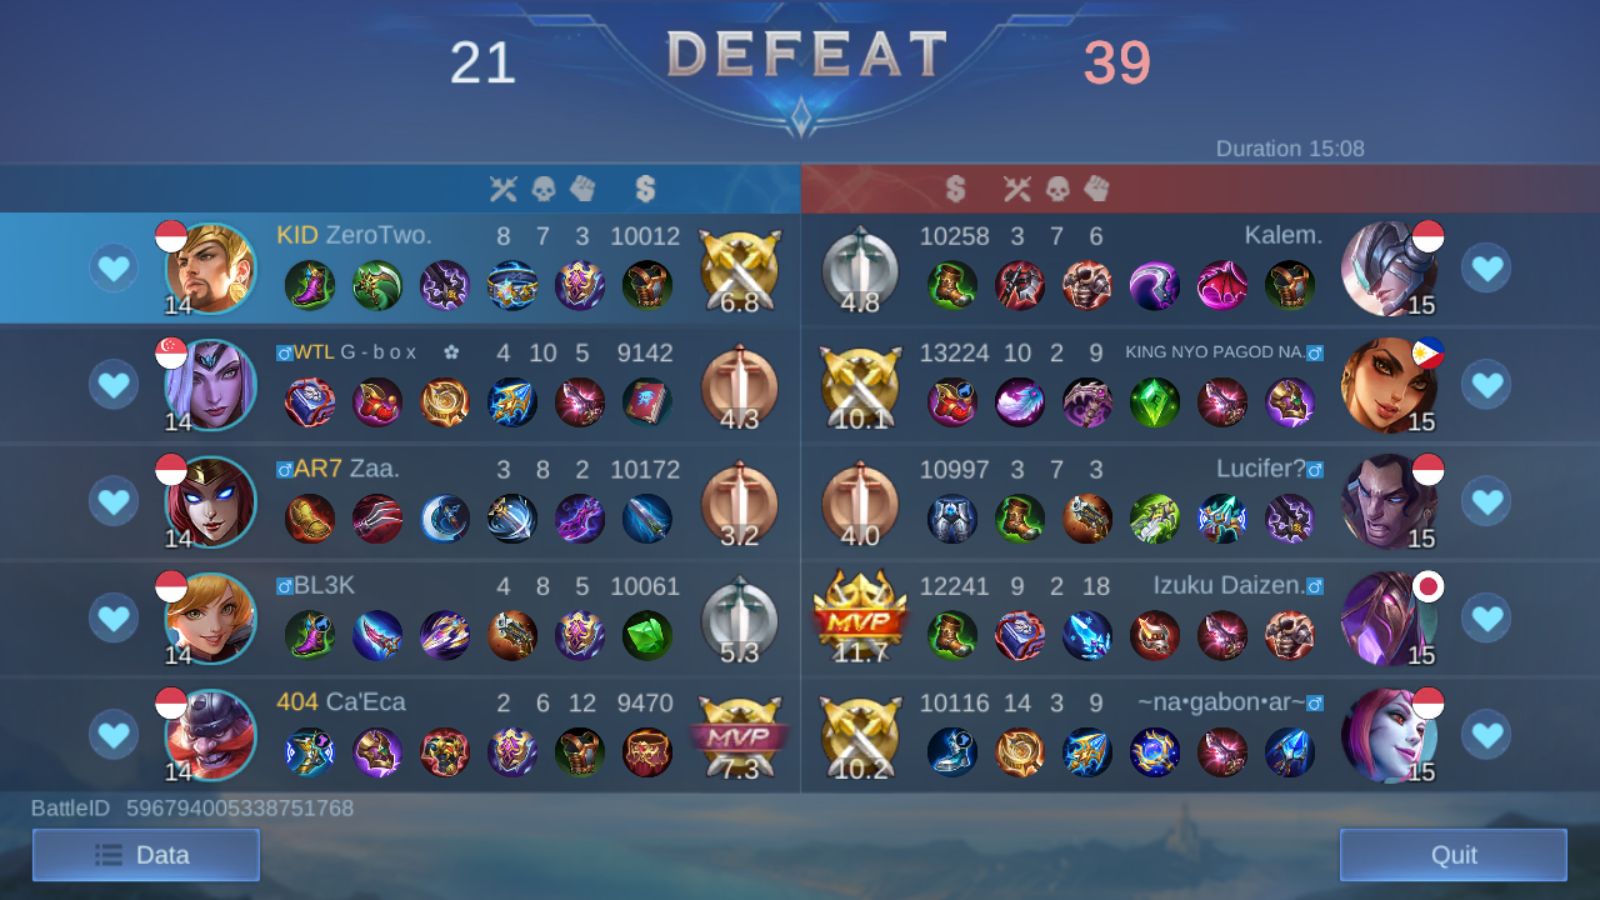 21 DEFEAT 39
Duration 15:08
KID ZeroTwo. 8 7 3 10012
14 6.8
10258 3 7 6 Kalem.
4.8 15
WTL G-box ✿ 4 10 5 9142
14 4.3
13224 10 2 9 KING NYO PAGOD NA.
10.1 15
AR7 Zaa. 3 8 2 10172
14 3.2
10997 3 7 3 Lucifer?
4.0 15
BL3K 4 8 5 10061
14 5.3
12241 9 2 18 Izuku Daizen.
MVP
11.7 15
404 Ca'Eca 2 6 12 9470
MVP
14 7.3
10116 14 3 9 ~na•gabon•ar~
10.2 15
BattleID 596794005338751768
Data
Quit